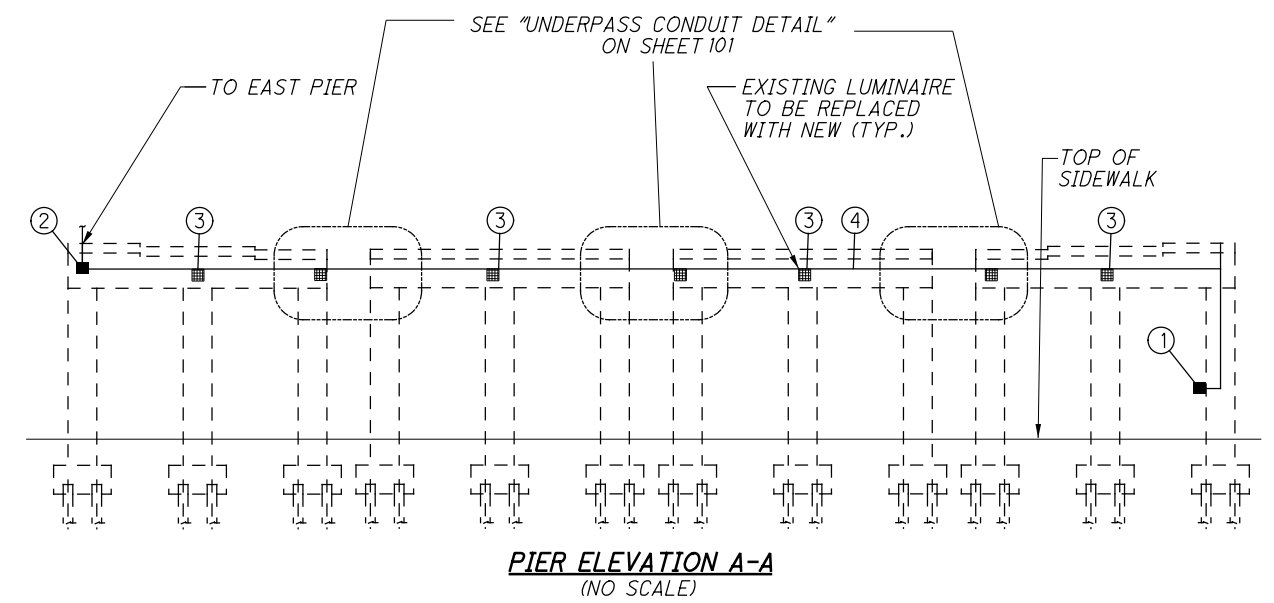 SEE "UNDERPASS CONDUIT DETAIL"
ON SHEET 101
TO EAST PIER
EXISTING LUMINAIRE
TO BE REPLACED
WITH NEW (TYP.)
TOP OF
SIDEWALK
2
3
3
3
4
3
1
PIER ELEVATION A-A
(NO SCALE)